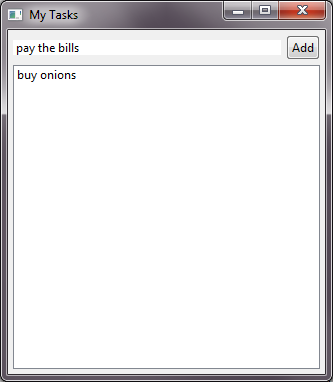 My Tasks
pay the bills
Add
buy onions